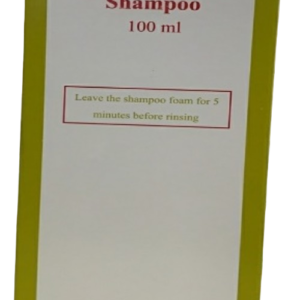 Shampoo
100 ml
Leave the shampoo foam for 5
minutes before rinsing